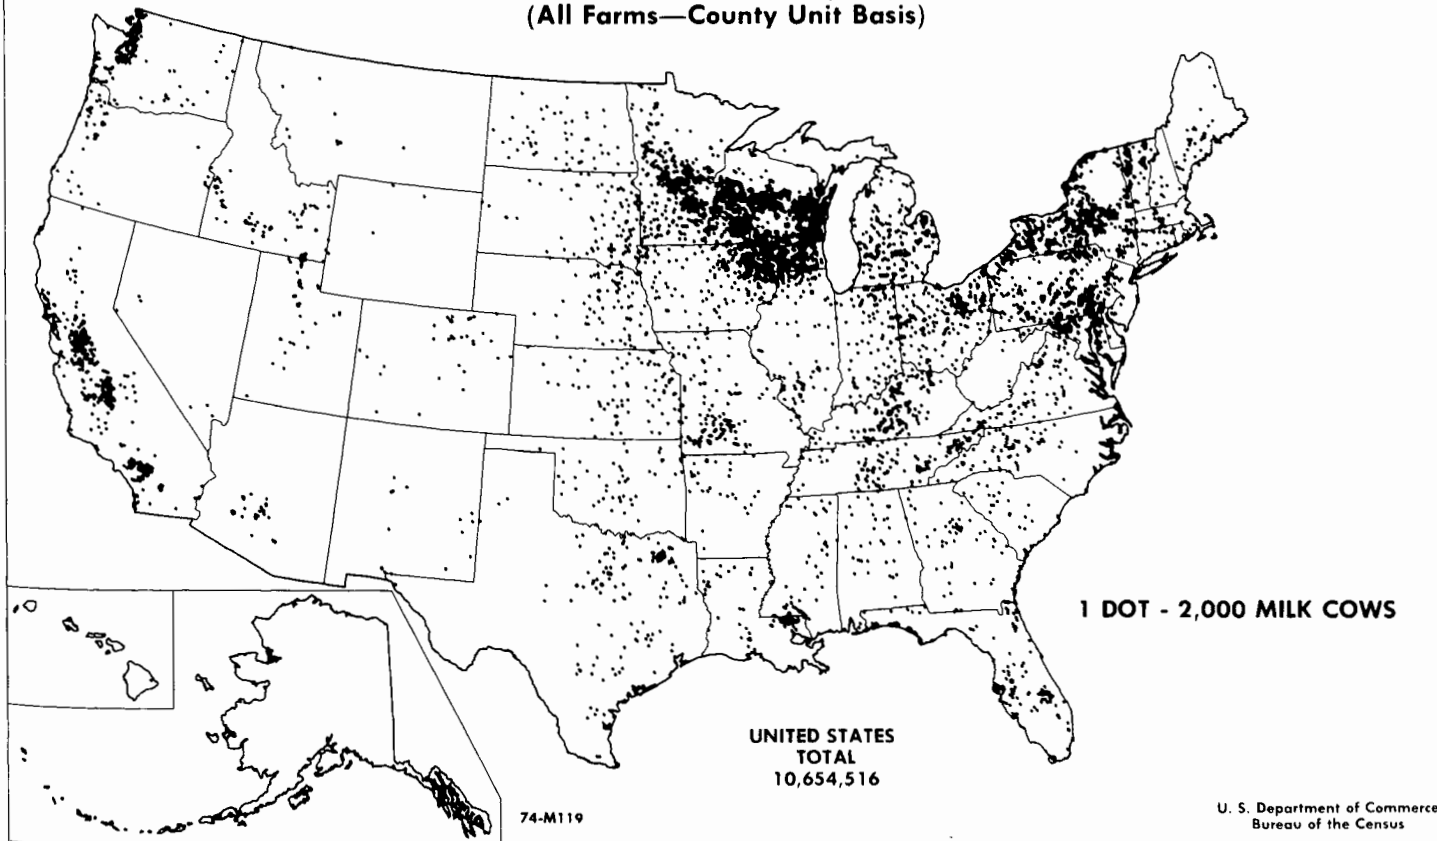 (All Farms—County Unit Basis)
1 DOT - 2,000 MILK COWS
UNITED STATES
TOTAL
10,654,516
74-M119
U. S. Department of Commerce
Bureau of the Census